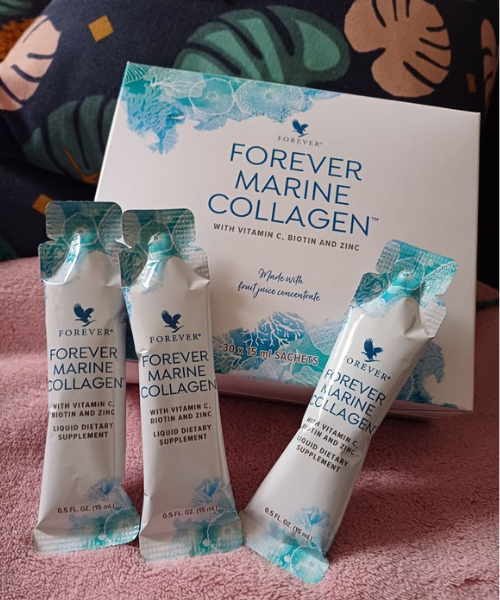 FOREVER®
FOREVER
MARINE
COLLAGEN™
WITH VITAMIN C, BIOTIN AND ZINC
Made with
fruit juice concentrate
30 x 15 ml SACHETS
FOREVER®
FOREVER
MARINE
COLLAGEN™
WITH VITAMIN C,
BIOTIN AND ZINC
LIQUID DIETARY
SUPPLEMENT
0.5 FL. OZ. (15 mL)
FOREVER®
FOREVER
MARINE
COLLAGEN
WITH VITAMIN C,
BIOTIN AND ZINC
LIQUID DIETARY
SUPPLEMENT
0.5 FL. OZ. (15 mL)
FOREVER®
FOREVER
MARINE
COLLAGEN™
WITH VITAMIN C,
BIOTIN AND ZINC
LIQUID DIETARY
SUPPLEMENT
0.5 FL. OZ. (15 mL)